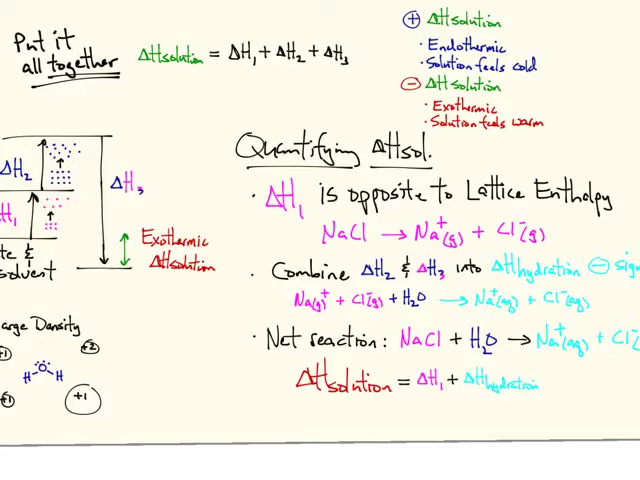 Put it
all together
ΔHsolution = ΔH1 + ΔH2 + ΔH3
+ ΔHsolution
• Endothermic
• Solution feels cold
− ΔHsolution
• Exothermic
• Solution feels warm
ΔH2
H1
ΔH3
Exothermic
ΔHsolution
&
solvent
Density
+1 +2
H O H
+1 +1
Quantifying ΔHsol.
• ΔH1 is opposite to Lattice Enthalpy
NaCl → Na+(g) + Cl-(g)
• Combine ΔH2 & ΔH3 into ΔHhydration − sig
Na(g)+ + Cl-(g) + H2O → Na+(aq) + Cl-(aq)
• Net reaction: NaCl + H2O → Na+(aq) + Cl-
ΔHsolution = ΔH1 + ΔHhydration